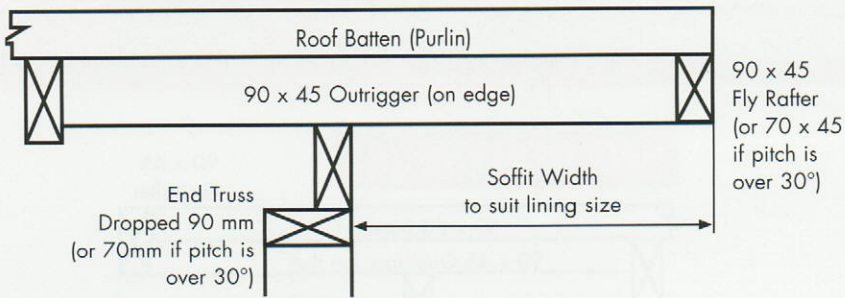 Roof Batten (Purlin)
90 x 45 Outrigger (on edge)
90 x 45
Fly Rafter
(or 70 x 45
if pitch is
over 30°)
End Truss
Dropped 90 mm
(or 70mm if pitch is
over 30°)
Soffit Width
to suit lining size